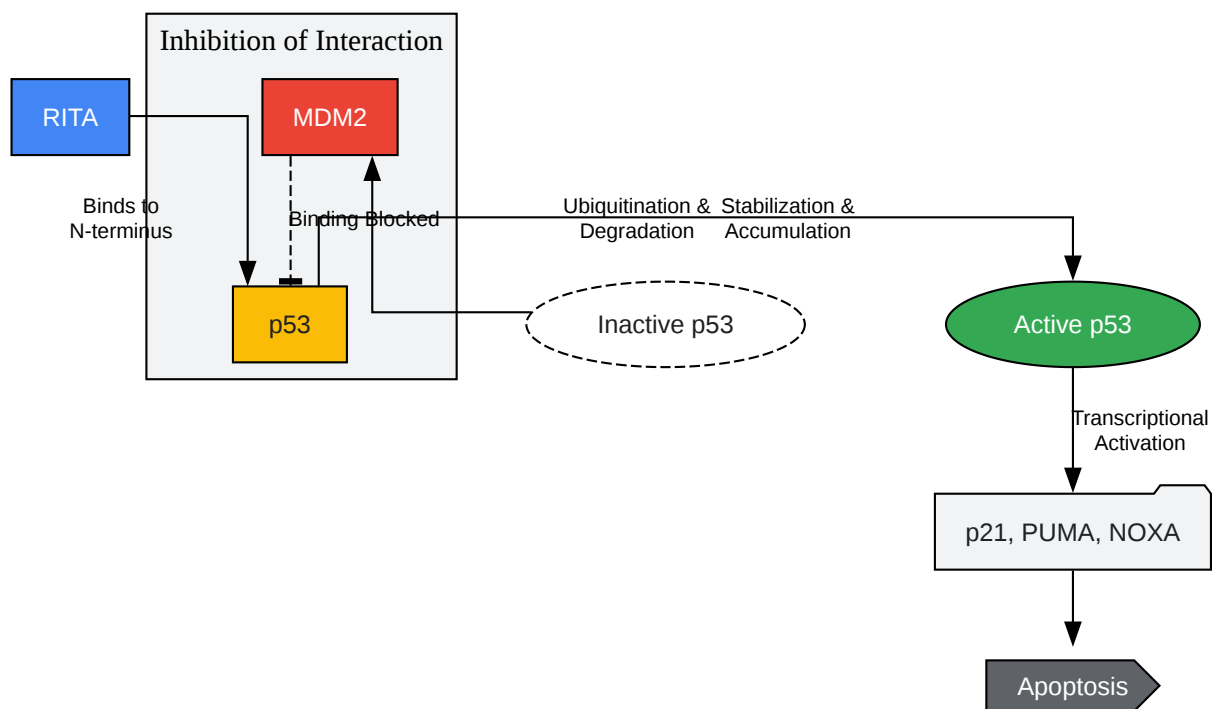 Inhibition of Interaction
RITA
MDM2
Binds to
N-terminus
Binding Blocked
Ubiquitination &
Degradation
Stabilization &
Accumulation
p53
Inactive p53
Active p53
Transcriptional
Activation
p21, PUMA, NOXA
Apoptosis